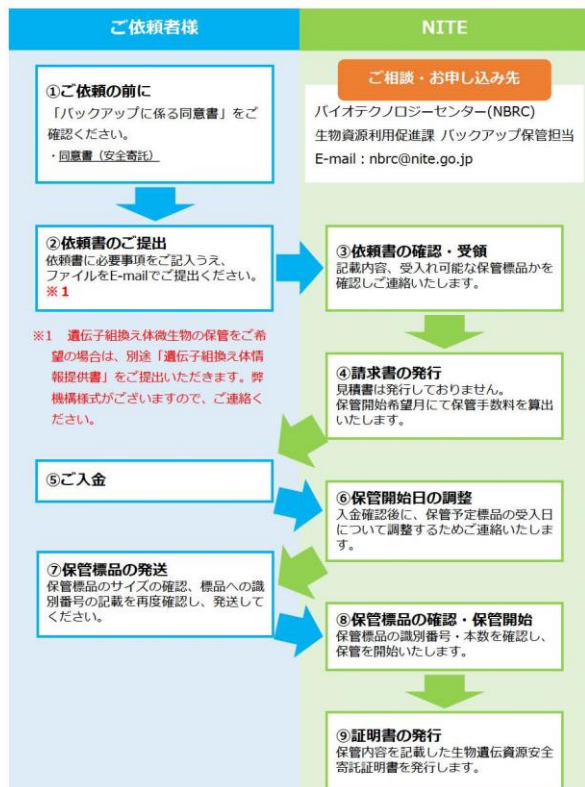 ご依頼者様
NITE
①ご依頼の前に
「バックアップに係る同意書」をご
確認ください。
・同意書（安全寄託）
ご相談・お申し込み先
バイオテクノロジーセンター(NBRC)
生物資源利用促進課 バックアップ保管担当
E-mail：nbrc@nite.go.jp
②依頼書のご提出
依頼書に必要事項をご記入うえ、
ファイルをE-mailでご提出ください。
※１
③依頼書の確認・受領
記載内容、受入れ可能な保管標品かを
確認しご連絡いたします。
※1　遺伝子組換え体微生物の保管をご希
望の場合は、別途「遺伝子組換え体情
報提供書」をご提出いただきます。弊
機構様式がございますので、ご連絡く
ださい。
④請求書の発行
見積書は発行しておりません。
保管開始希望月にて保管手数料を算出
いたします。
⑤ご入金
⑥保管開始日の調整
入金確認後に、保管予定標品の受入日
について調整するためご連絡いたしま
す。
⑦保管標品の発送
保管標品のサイズの確認、標品への識
別番号の記載を再度確認し、発送して
ください。
⑧保管標品の確認・保管開始
保管標品の識別番号・本数を確認し、
保管を開始いたします。
⑨証明書の発行
保管内容を記載した生物遺伝資源安全
寄託証明書を発行します。